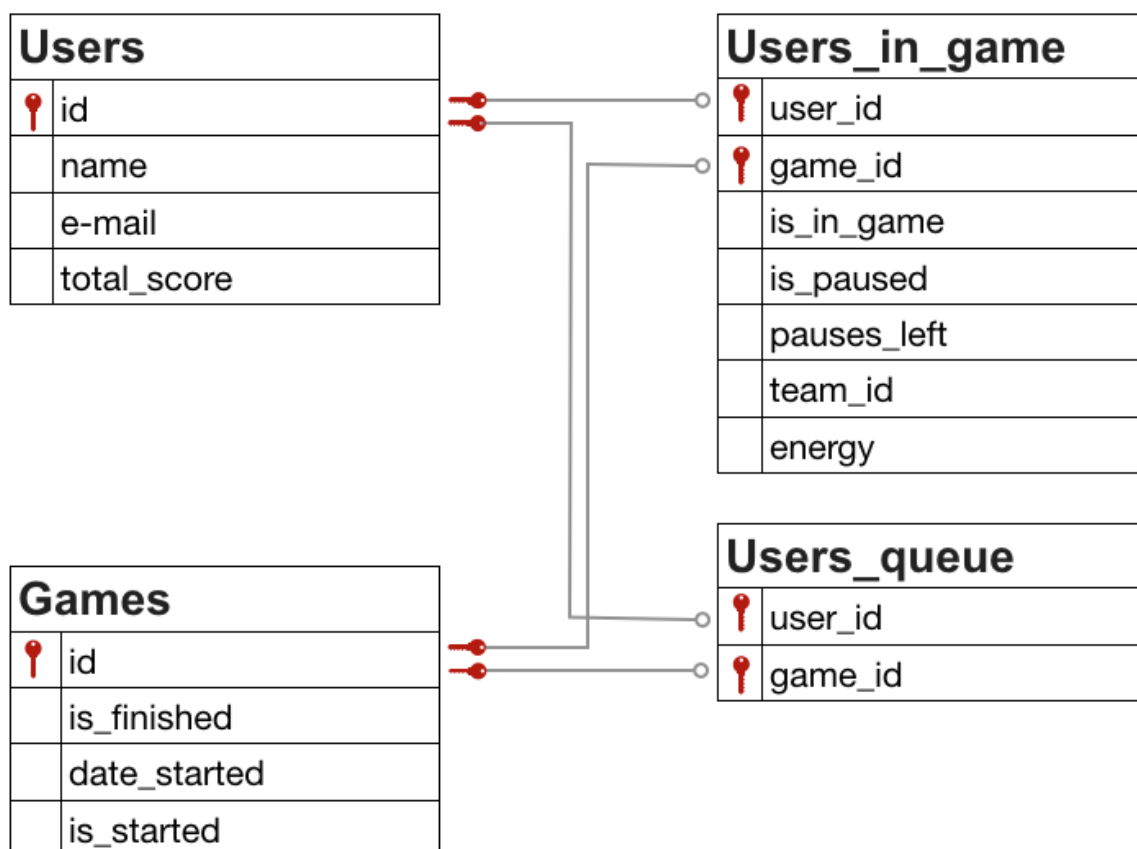 Users
id
name
e-mail
total_score
Users_in_game
user_id
game_id
is_in_game
is_paused
pauses_left
team_id
energy
Games
id
is_finished
date_started
is_started
Users_queue
user_id
game_id